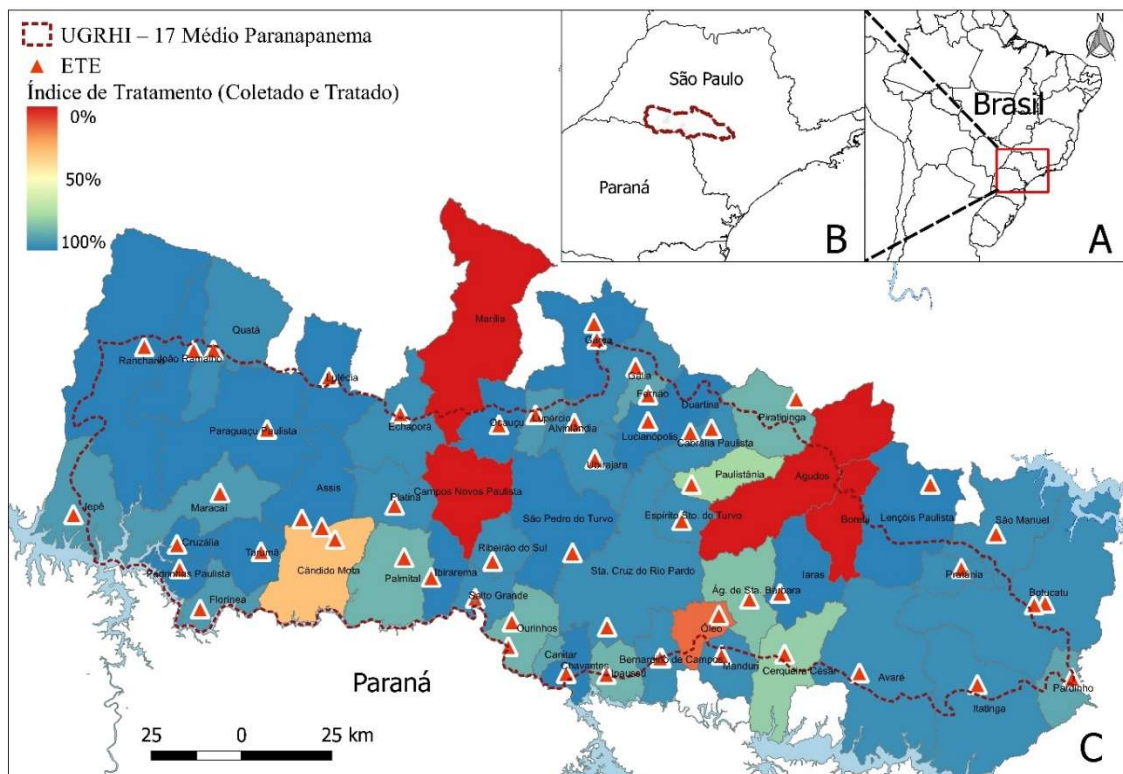 UGRHI – 17 Médio Paranapanema
ETE
Índice de Tratamento (Coletado e Tratado)
0%
50%
100%
São Paulo
Paraná
B
N
Brasil
A
Marília
Quatá
Rancharia
João Ramalho
Lutécia
Garça
Gália
Fernão
Duartina
Piratininga
Echaporã
Ocauçu
Lupércio
Alvinlândia
Lucianópolis
Cabrália Paulista
Paraguaçu Paulista
Ubirajara
Paulistânia
Agudos
Assis
Platina
Campos Novos Paulista
Maracaí
Iepê
São Pedro do Turvo
Espírito Sto. do Turvo
Borebi
Lençóis Paulista
São Manuel
Cruzália
Tarumã
Cândido Mota
Palmital
Ibirarema
Ribeirão do Sul
Sta. Cruz do Rio Pardo
Iaras
Pratânia
Pedrinhas Paulista
Florínea
Salto Grande
Ág. de Sta. Bárbara
Botucatu
Ourinhos
Óleo
Canitar
Chavantes
Ipaussu
Bernardino de Campos
Manduri
Cerqueira César
Avaré
Itatinga
Pardinho
Paraná
25 0 25 km
C